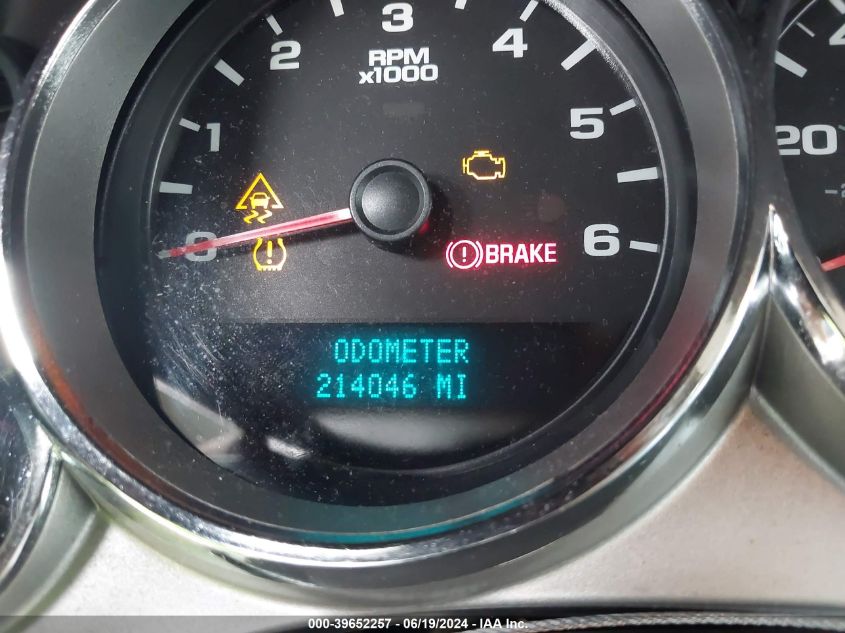 3
2
4
RPM
x1000
1
5
20
0
6
BRAKE
ODOMETER
214046 MI
000-39652257 - 06/19/2024 - IAA Inc.